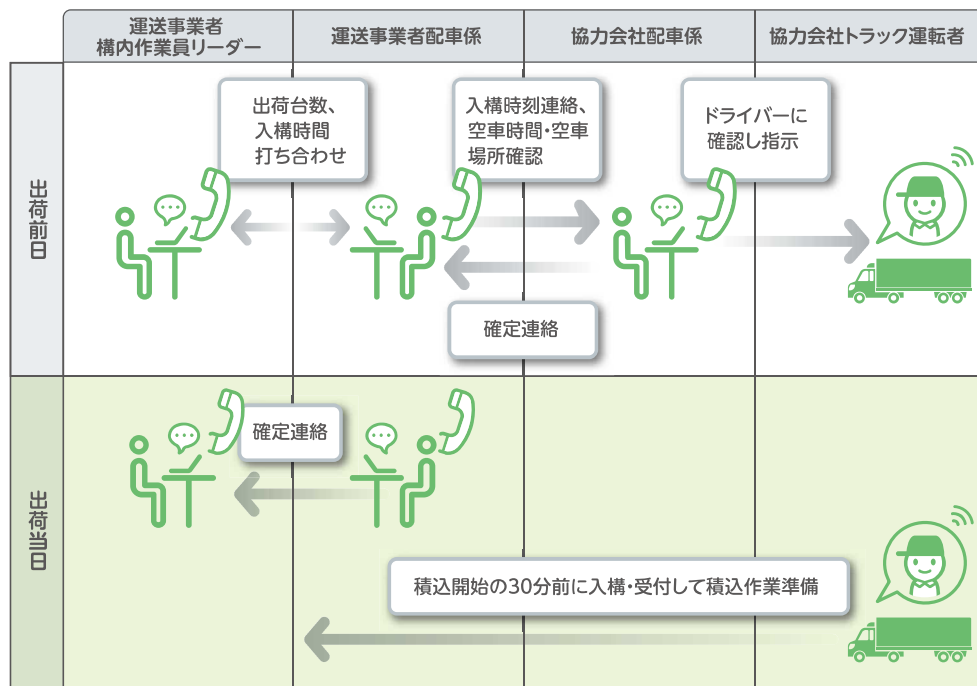 運送事業者
構内作業員リーダー
運送事業者配車係
協力会社配車係
協力会社トラック運転者
出荷前日
出荷台数、
入構時間
打ち合わせ
入構時刻連絡、
空車時間・空車
場所確認
ドライバーに
確認し指示
確定連絡
出荷当日
確定連絡
積込開始の30分前に入構・受付して積込作業準備